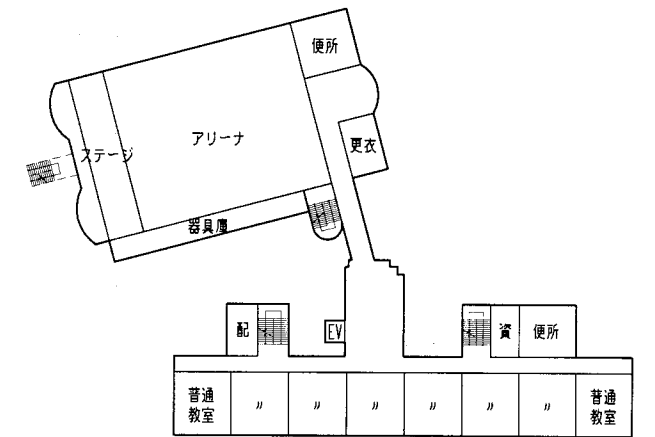 便所
アリーナ
更衣
ステージ
器具庫
配
EV
資
便所
普通
教室
〃
〃
〃
〃
〃
〃
普通
教室